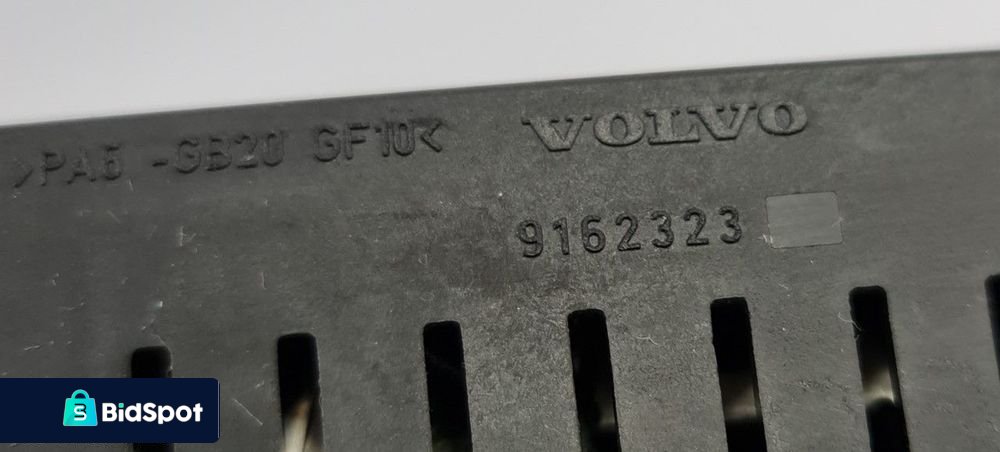 >PA6 -GB20 GF10<
VOLVO
9162323
BidSpot